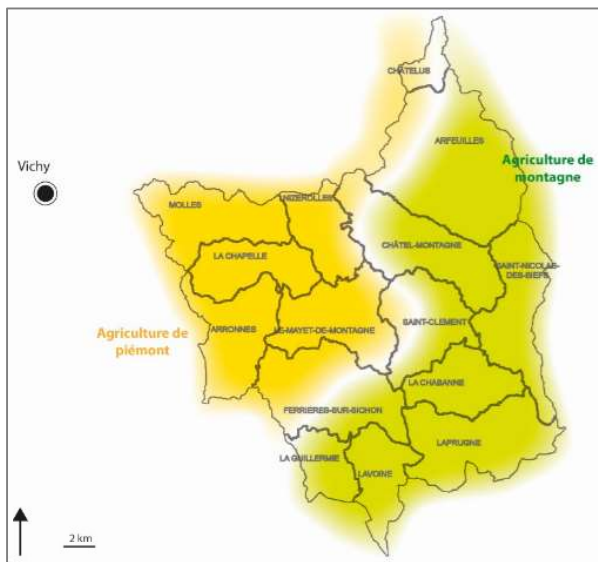 CHÂTELUS
ARFEUILLES
Vichy
Agriculture de
montagne
MOLLES
NIZEROLLES
CHÂTEL-MONTAGNE
LA CHAPELLE
SAINT-NICOLAS-
DES-BIEFS
SAINT-CLEMENT
Agriculture de
piémont
ARRONNES
LE-MAYET-DE-MONTAGNE
LA CHABANNE
FERRIÈRES-SUR-SICHON
LAPRUGNE
LA GUILLERMIE
LAVOINE
2 km